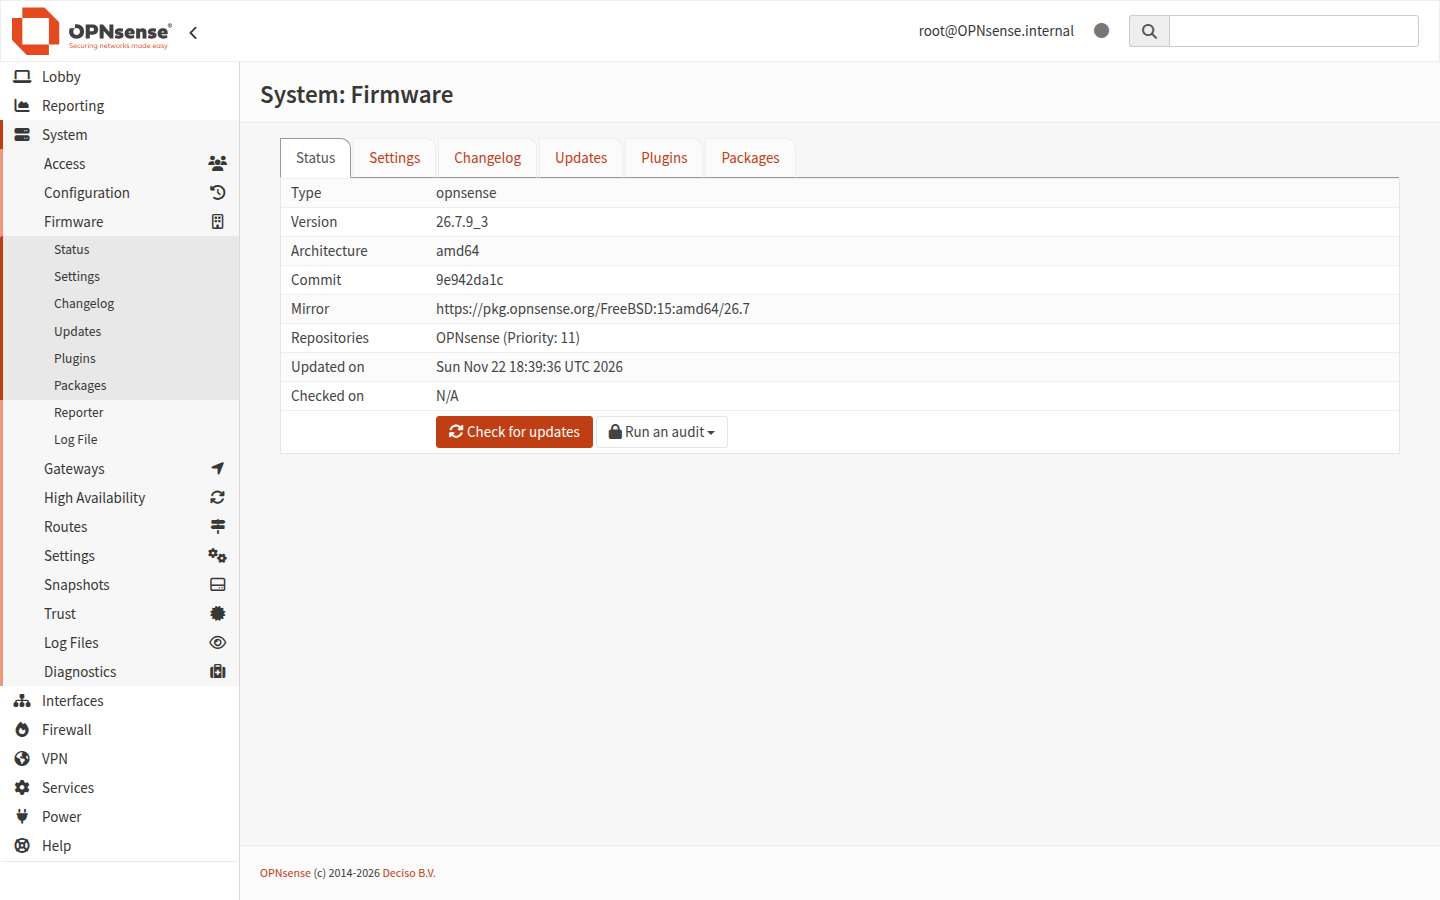 OPNsense®
Securing networks made easy
root@OPNsense.internal
Lobby
Reporting
System
Access
Configuration
Firmware
Status
Settings
Changelog
Updates
Plugins
Packages
Reporter
Log File
Gateways
High Availability
Routes
Settings
Snapshots
Trust
Log Files
Diagnostics
Interfaces
Firewall
VPN
Services
Power
Help
System: Firmware
Status Settings Changelog Updates Plugins Packages
Type opnsense
Version 26.7.9_3
Architecture amd64
Commit 9e942da1c
Mirror https://pkg.opnsense.org/FreeBSD:15:amd64/26.7
Repositories OPNsense (Priority: 11)
Updated on Sun Nov 22 18:39:36 UTC 2026
Checked on N/A
Check for updates Run an audit
OPNsense (c) 2014-2026 Deciso B.V.